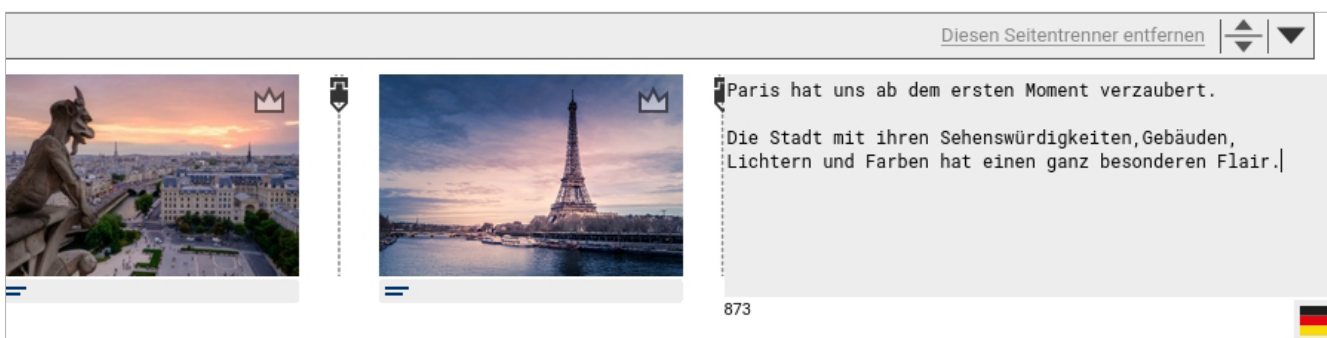 Diesen Seitentrenner entfernen
Paris hat uns ab dem ersten Moment verzaubert.
Die Stadt mit ihren Sehenswürdigkeiten,Gebäuden,
Lichtern und Farben hat einen ganz besonderen Flair.
873